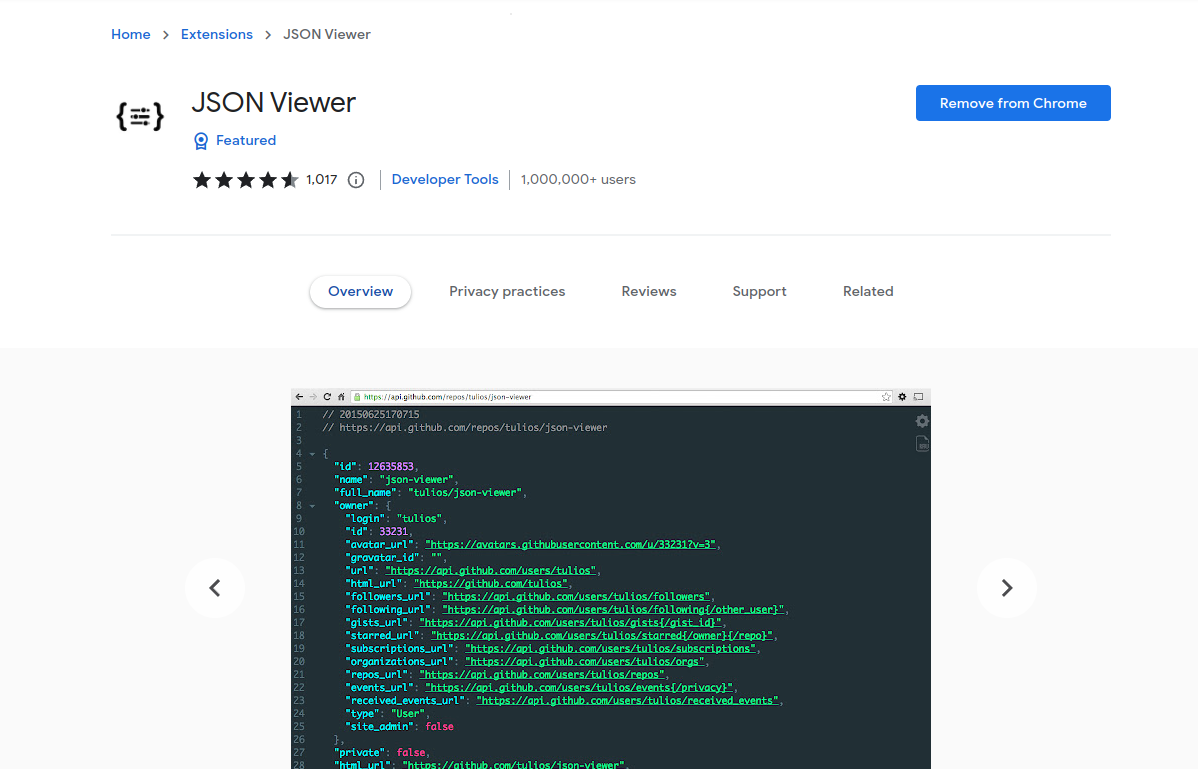 Home > Extensions > JSON Viewer
JSON Viewer
Remove from Chrome
Featured
1,017 Developer Tools 1,000,000+ users
Overview Privacy practices Reviews Support Related
https://api.github.com/repos/tulios/json-viewer
1 // 20150625170715
2 // https://api.github.com/repos/tulios/json-viewer
3
4 {
5 "id": 12635853,
6 "name": "json-viewer",
7 "full_name": "tulios/json-viewer",
8 "owner": {
9 "login": "tulios",
10 "id": 33231,
11 "avatar_url": "https://avatars.githubusercontent.com/u/33231?v=3",
12 "gravatar_id": "",
13 "url": "https://api.github.com/users/tulios",
14 "html_url": "https://github.com/tulios",
15 "followers_url": "https://api.github.com/users/tulios/followers",
16 "following_url": "https://api.github.com/users/tulios/following{/other_user}",
17 "gists_url": "https://api.github.com/users/tulios/gists{/gist_id}",
18 "starred_url": "https://api.github.com/users/tulios/starred{/owner}{/repo}",
19 "subscriptions_url": "https://api.github.com/users/tulios/subscriptions",
20 "organizations_url": "https://api.github.com/users/tulios/orgs",
21 "repos_url": "https://api.github.com/users/tulios/repos",
22 "events_url": "https://api.github.com/users/tulios/events{/privacy}",
23 "received_events_url": "https://api.github.com/users/tulios/received_events",
24 "type": "User",
25 "site_admin": false
26 },
27 "private": false,
28 "html_url": "https://github.com/tulios/json-viewer",